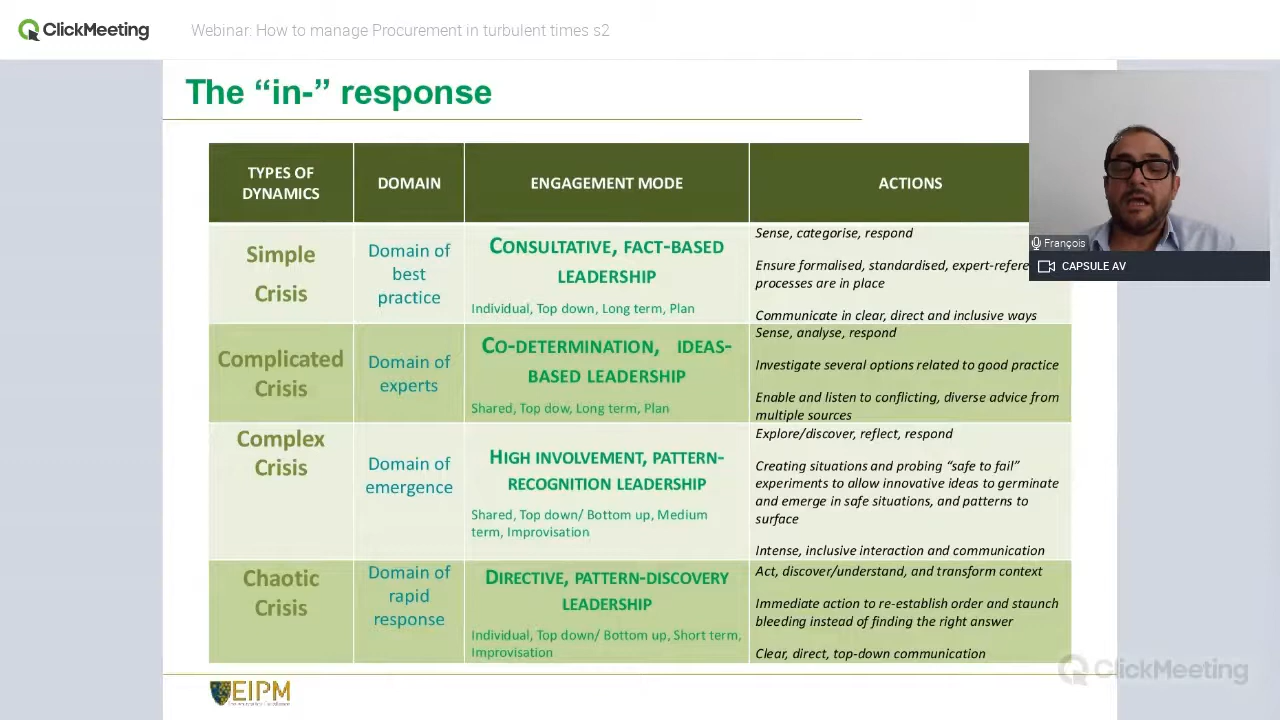 ClickMeeting
Webinar: How to manage Procurement in turbulent times s2
The “in-” response
TYPES OF
DYNAMICS
DOMAIN
ENGAGEMENT MODE
ACTIONS
Simple
Crisis
Domain of
best
practice
CONSULTATIVE, FACT-BASED
LEADERSHIP
Individual, Top down, Long term, Plan
Sense, categorise, respond
Ensure formalised, standardised, expert-refere
processes are in place
Communicate in clear, direct and inclusive ways
Complicated
Crisis
Domain of
experts
CO-DETERMINATION, IDEAS-
BASED LEADERSHIP
Shared, Top dow, Long term, Plan
Sense, analyse, respond
Investigate several options related to good practice
Enable and listen to conflicting, diverse advice from
multiple sources
Complex
Crisis
Domain of
emergence
HIGH INVOLVEMENT, PATTERN-
RECOGNITION LEADERSHIP
Shared, Top down/ Bottom up, Medium
term, Improvisation
Explore/discover, reflect, respond
Creating situations and probing “safe to fail”
experiments to allow innovative ideas to germinate
and emerge in safe situations, and patterns to
surface
Intense, inclusive interaction and communication
Chaotic
Crisis
Domain of
rapid
response
DIRECTIVE, PATTERN-DISCOVERY
LEADERSHIP
Individual, Top down/ Bottom up, Short term,
Improvisation
Act, discover/understand, and transform context
Immediate action to re-establish order and staunch
bleeding instead of finding the right answer
Clear, direct, top-down communication
François
CAPSULE AV
EIPM
ClickMeeting